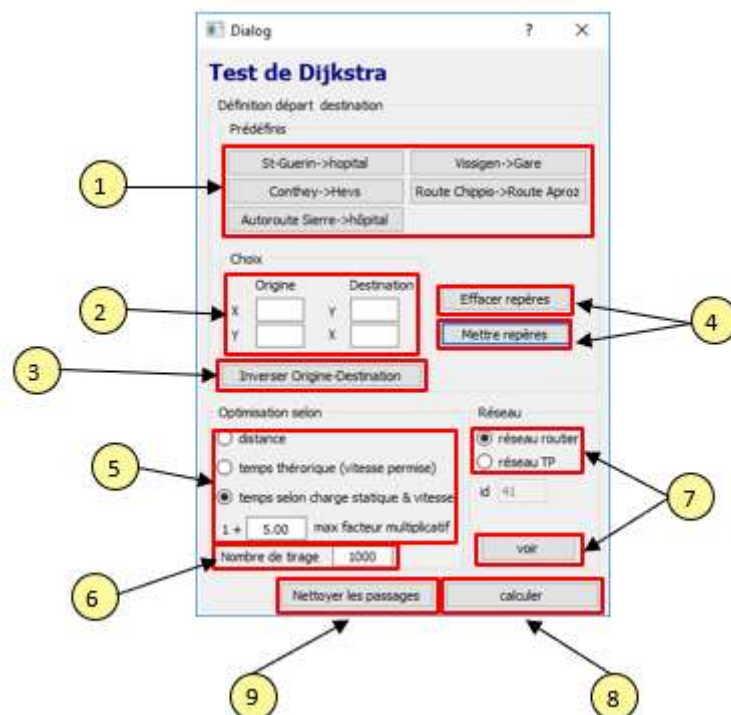 Dialog ? ×
Test de Dijkstra
Définition départ destination
Prédéfinis
St-Guerin->hopital Vissigen->Gare
1
Conthey->Hevs Route Chippis->Route Aproz
Autoroute Sierre->hôpital
Choix
Origine Destination
Effacer repères
2
X Y
4
Y X
Mettre repères
3
Inverser Origine-Destination
Optimisation selon Réseau
distance réseau router
5
temps thérorique (vitesse permise) réseau TP
temps selon charge statique & vitesse id 41
7
1 + 5.00 max facteur multiplicatif
voir
Nombre de tirage 1000
6
Nettoyer les passages calculer
9 8